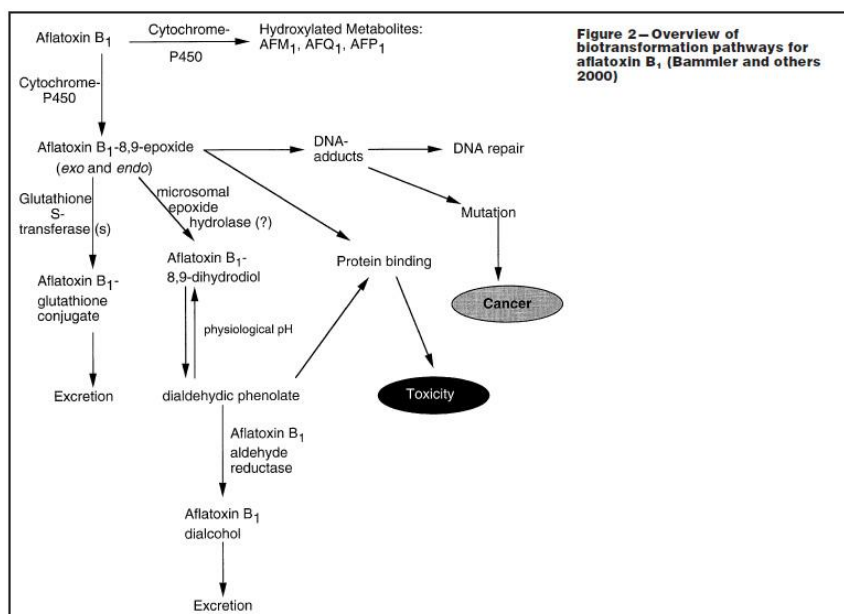 Aflatoxin B1
Cytochrome-
P450
Hydroxylated Metabolites:
AFM1, AFQ1, AFP1
Figure 2—Overview of
biotransformation pathways for
aflatoxin B1 (Bammler and others
2000)
Cytochrome-
P450
Aflatoxin B1-8,9-epoxide
(exo and endo)
DNA-
adducts
DNA repair
Mutation
Cancer
Glutathione
S-
transferase (s)
microsomal
epoxide
hydrolase (?)
Aflatoxin B1-
8,9-dihydrodiol
Protein binding
Aflatoxin B1-
glutathione
conjugate
physiological pH
Excretion
dialdehydic phenolate
Toxicity
Aflatoxin B1
aldehyde
reductase
Aflatoxin B1
dialcohol
Excretion